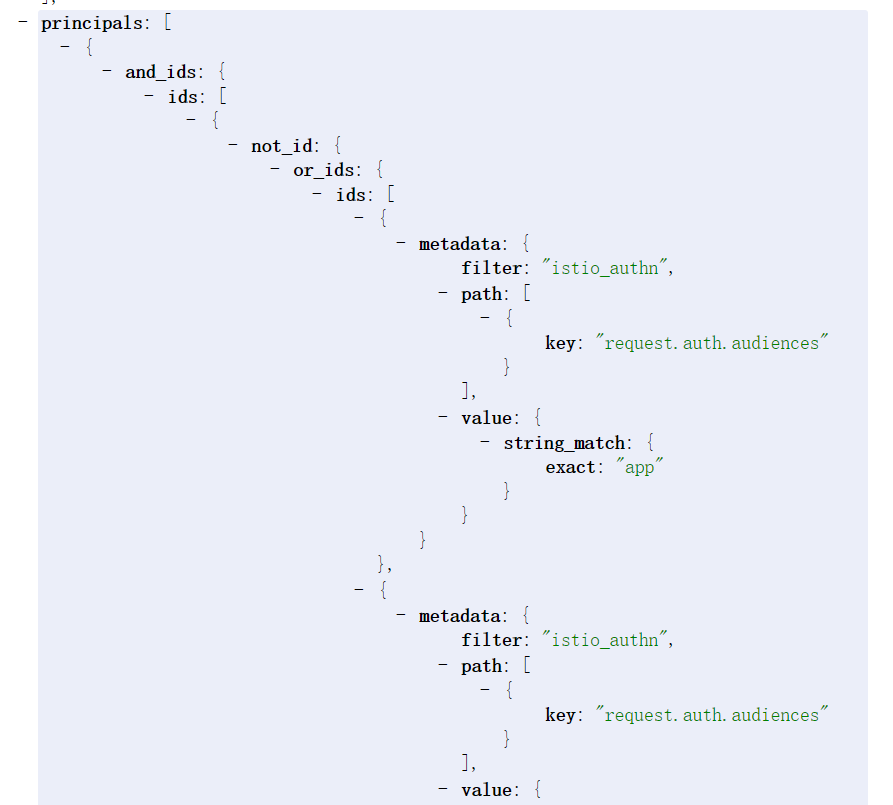 ],
- principals: [
- {
- and_ids: {
- ids: [
- {
- not_id: {
- or_ids: {
- ids: [
- {
- metadata: {
filter: "istio_authn",
- path: [
- {
key: "request.auth.audiences"
}
],
- value: {
- string_match: {
exact: "app"
}
}
}
},
- {
- metadata: {
filter: "istio_authn",
- path: [
- {
key: "request.auth.audiences"
}
],
- value: {